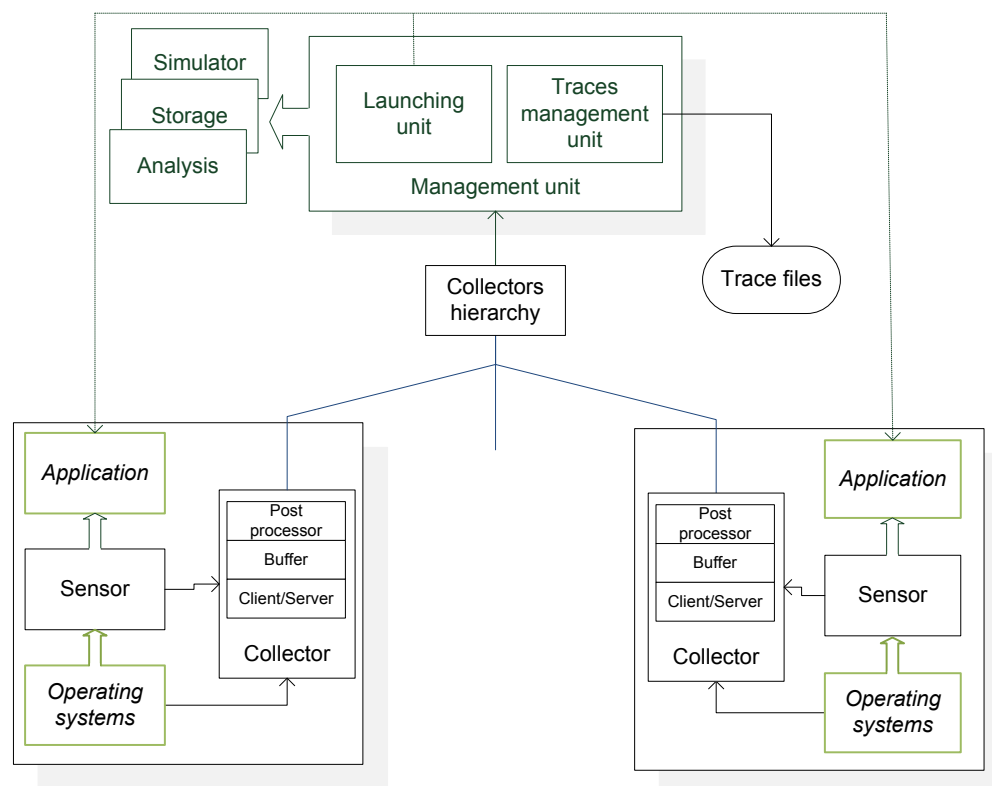 Simulator
Storage
Analysis
Launching
unit
Traces
management
unit
Management unit
Collectors
hierarchy
Trace files
Application
Sensor
Operating
systems
Post
processor
Buffer
Client/Server
Collector
Post
processor
Buffer
Client/Server
Collector
Application
Sensor
Operating
systems